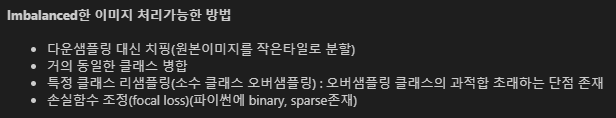 Imbalanced한 이미지 처리가능한 방법
• 다운샘플링 대신 치핑(원본이미지를 작은타일로 분할)
• 거의 동일한 클래스 병합
• 특정 클래스 리샘플링(소수 클래스 오버샘플링) : 오버샘플링 클래스의 과적합 초래하는 단점 존재
• 손실함수 조정(focal loss)(파이썬에 binary, sparse존재)